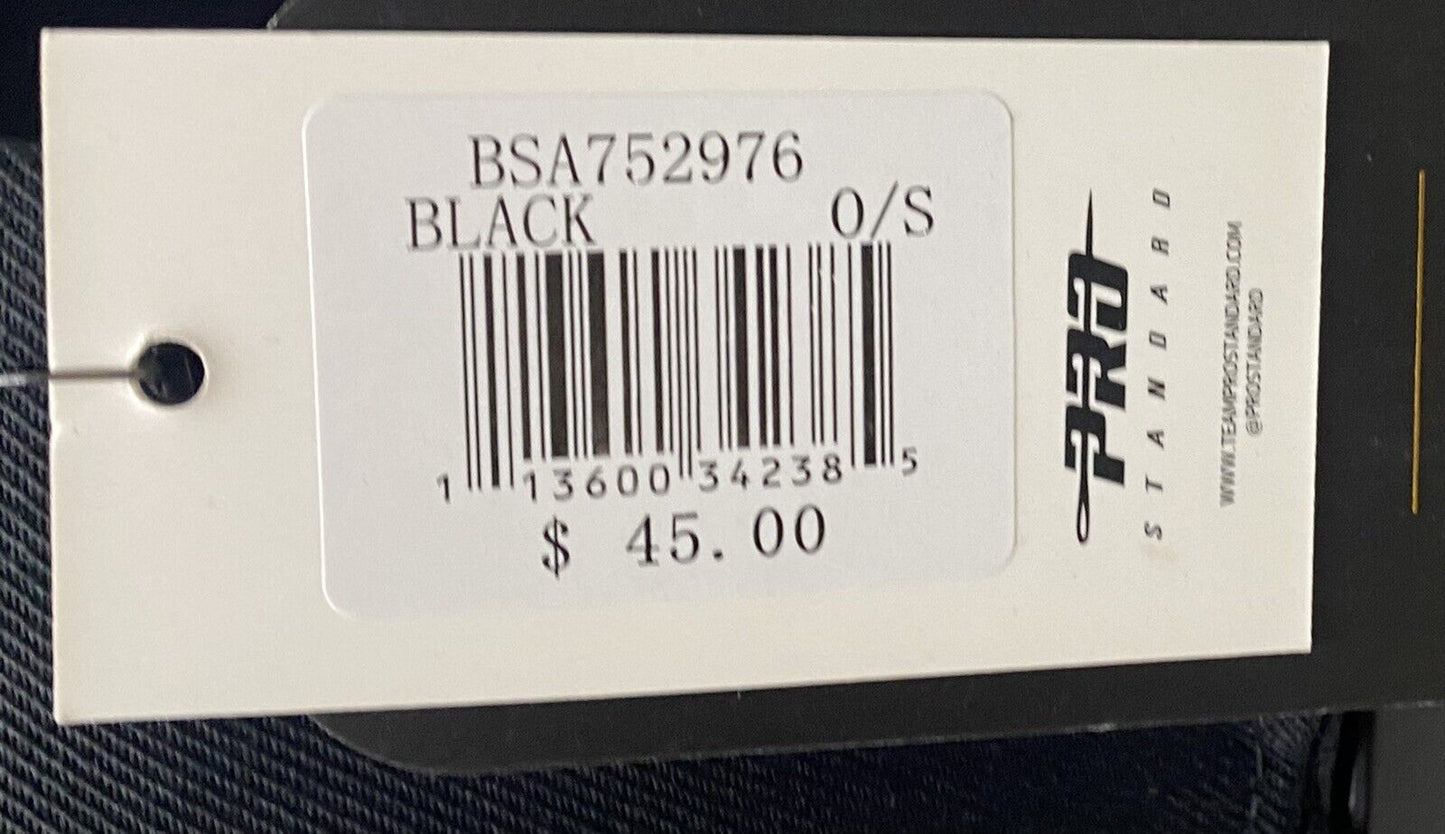 BSA752976
BLACK O/S
1 13600 34238 5
$ 45.00
PRO
STANDARD
WWW.TEAMPROSTANDARD.COM
@PROSTANDARD